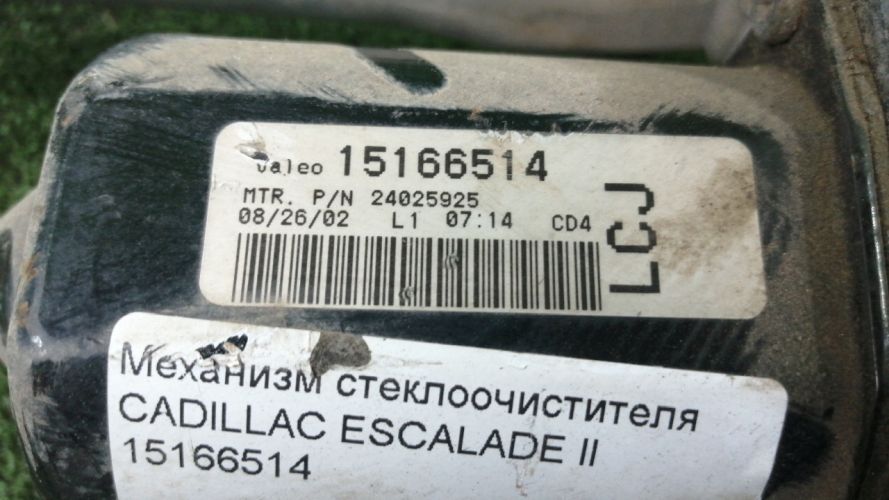 Valeo 15166514
MTR. P/N 24025925
08/26/02 L1 07:14 CD4
LCJ
Механизм стеклоочистителя
CADILLAC ESCALADE II
15166514